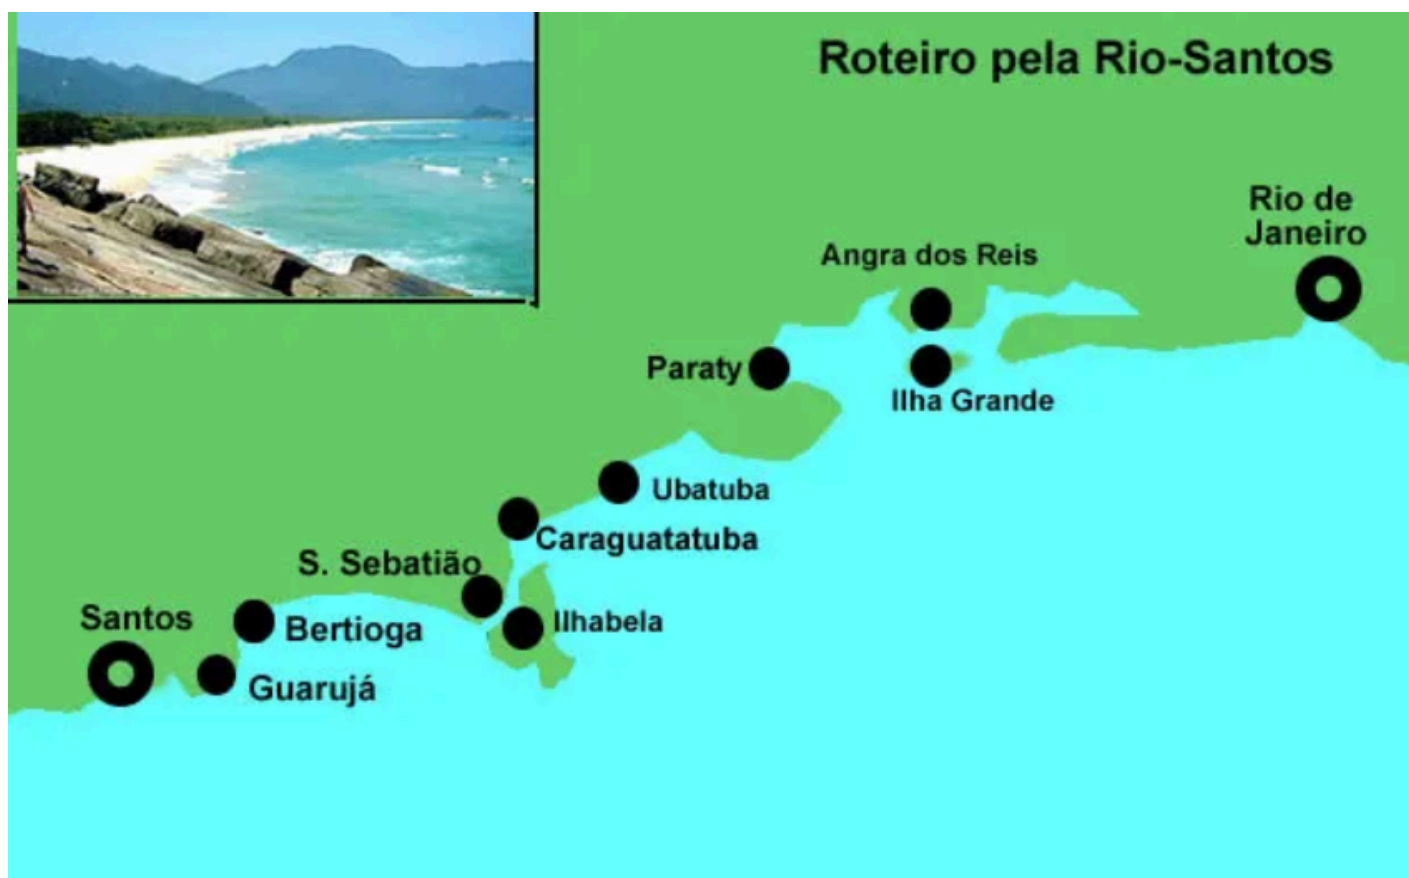 Roteiro pela Rio-Santos
Rio de
Janeiro
Angra dos Reis
Paraty
Ilha Grande
Ubatuba
Caraguatatuba
S. Sebatião
Ilhabela
Santos
Bertioga
Guarujá